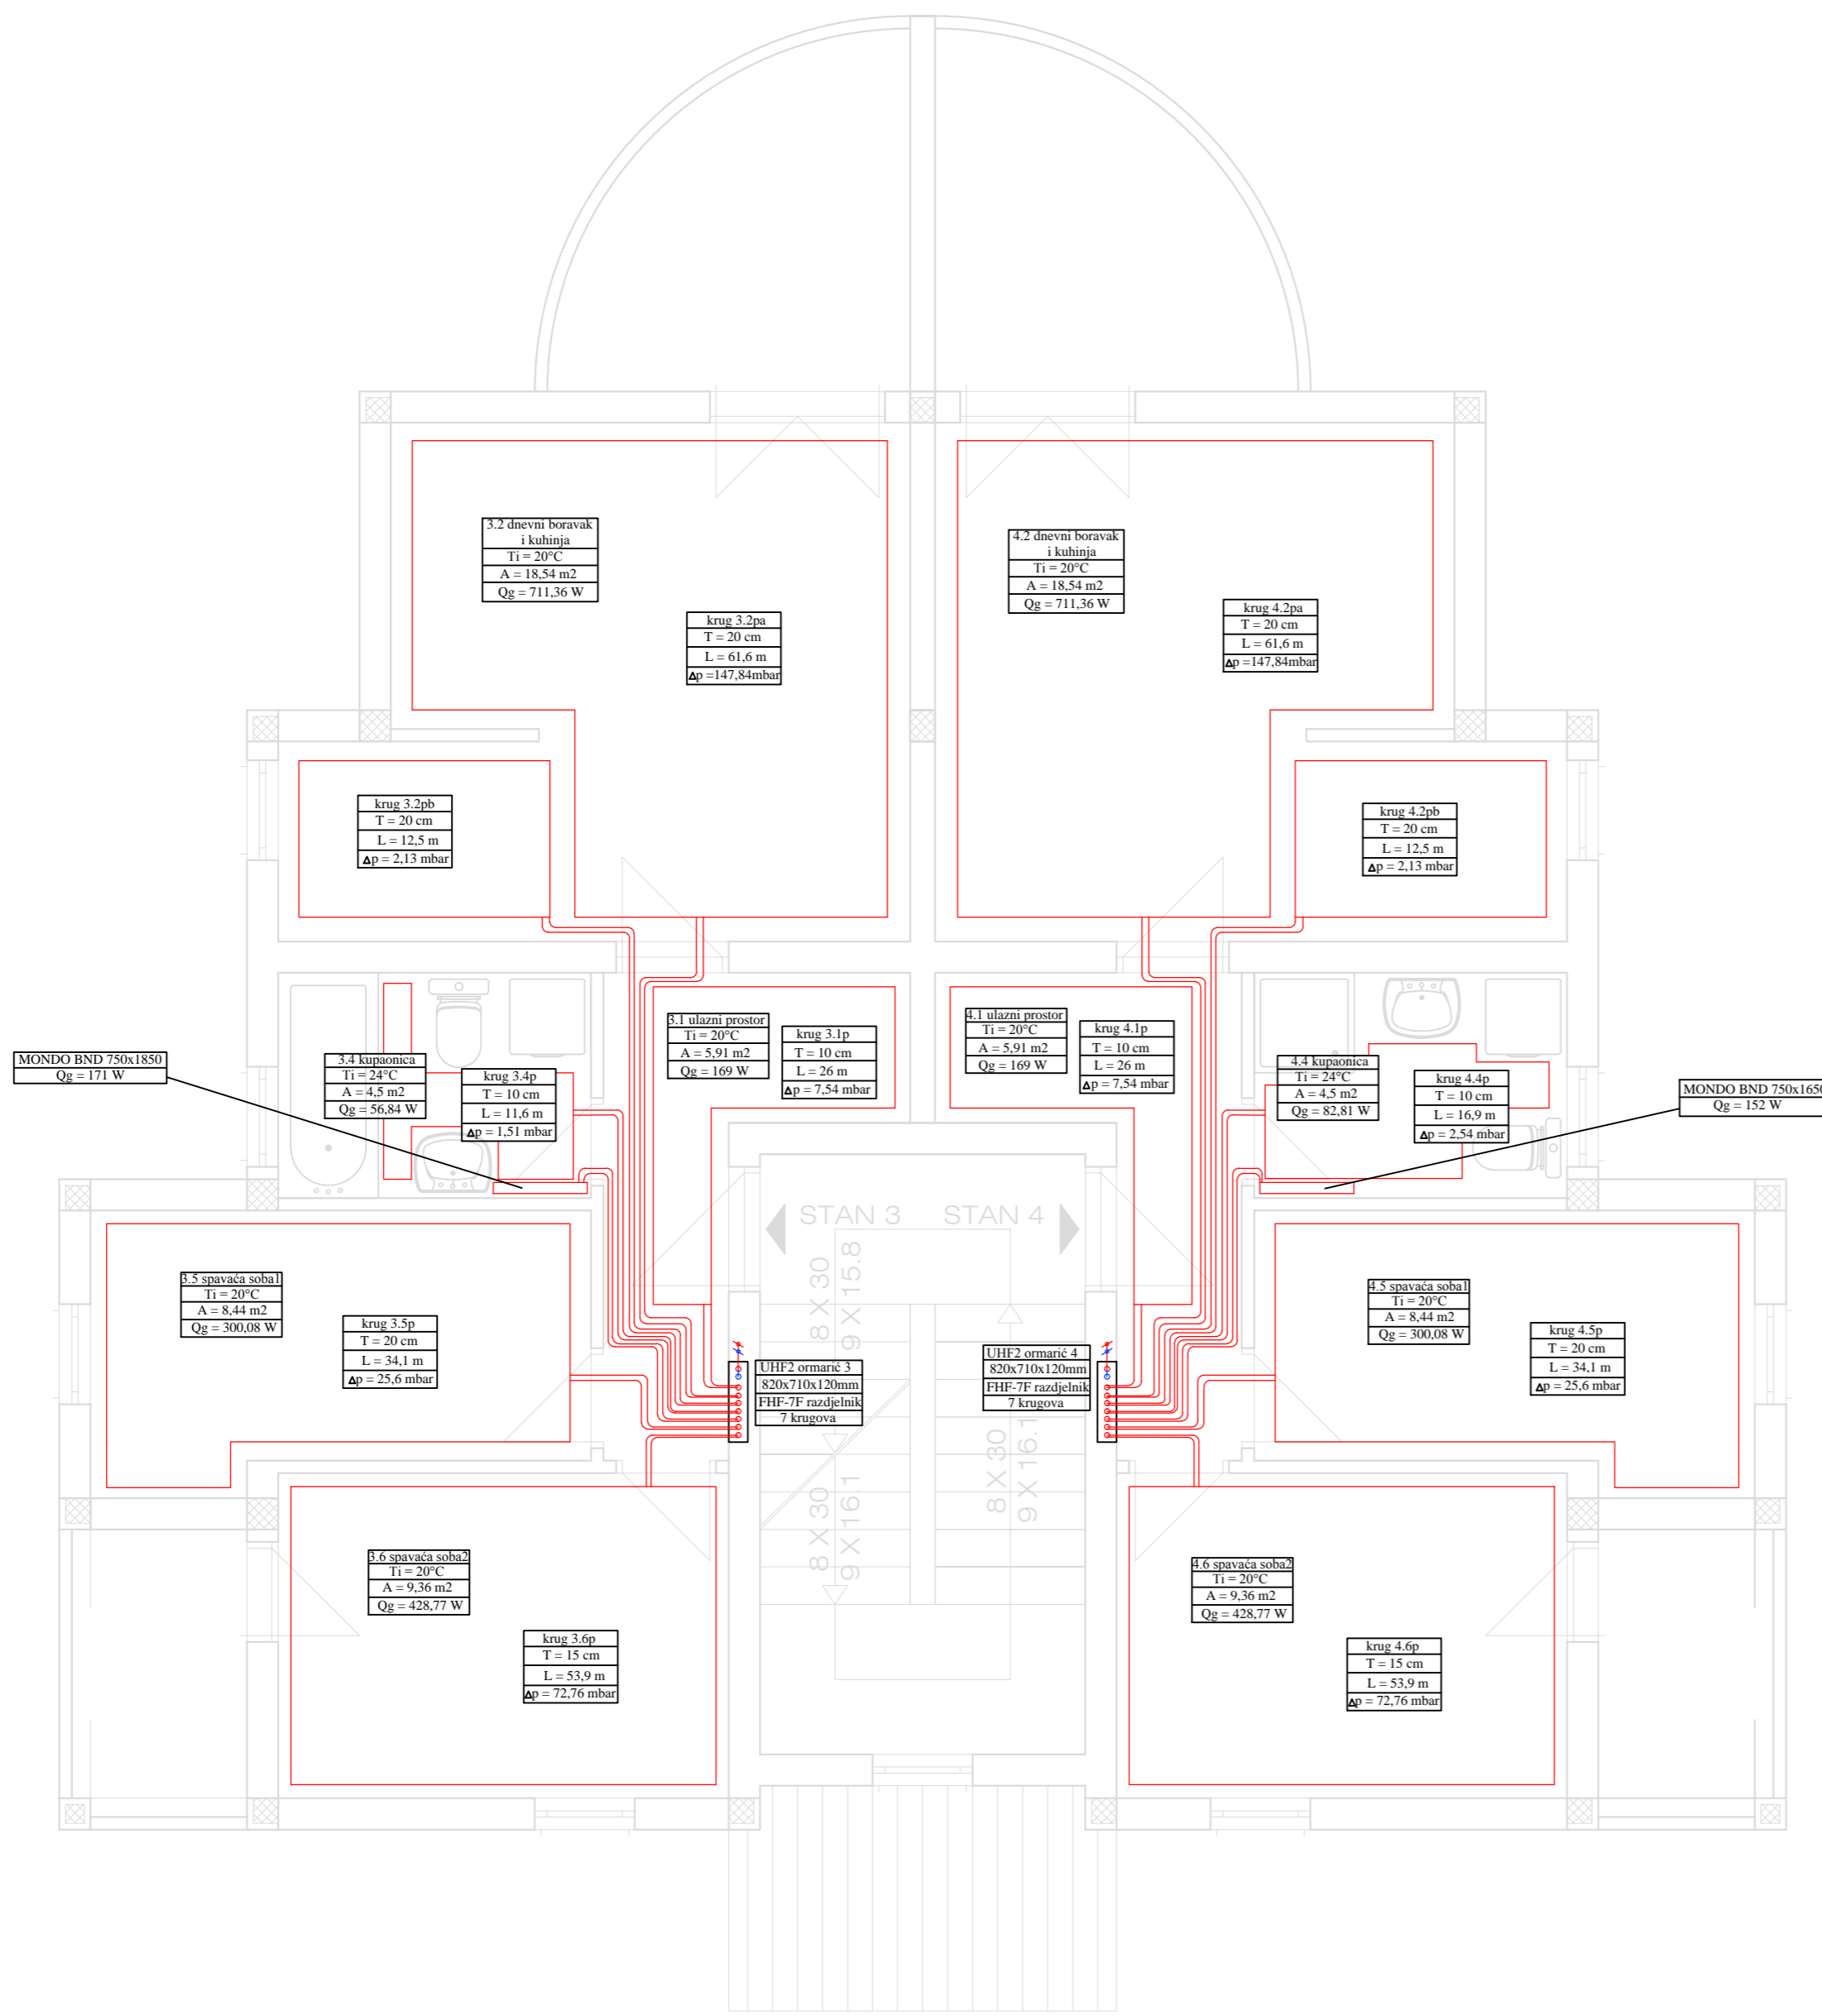 3.2 dnevni boravak
i kuhinja
Ti = 20°C
A = 18,54 m2
Qg = 711,36 W
krug 3.2pa
T = 20 cm
L = 61,6 m
Δp =147,84mbar
4.2 dnevni boravak
i kuhinja
Ti = 20°C
A = 18,54 m2
Qg = 711,36 W
krug 4.2pa
T = 20 cm
L = 61,6 m
Δp =147,84mbar
krug 3.2pb
T = 20 cm
L = 12,5 m
Δp = 2,13 mbar
krug 4.2pb
T = 20 cm
L = 12,5 m
Δp = 2,13 mbar
MONDO BND 750x1850
Qg = 171 W
3.4 kupaonica
Ti = 24°C
A = 4,5 m2
Qg = 56,84 W
krug 3.4p
T = 10 cm
L = 11,6 m
Δp = 1,51 mbar
3.1 ulazni prostor
Ti = 20°C
A = 5,91 m2
Qg = 169 W
krug 3.1p
T = 10 cm
L = 26 m
Δp = 7,54 mbar
4.1 ulazni prostor
Ti = 20°C
A = 5,91 m2
Qg = 169 W
krug 4.1p
T = 10 cm
L = 26 m
Δp = 7,54 mbar
4.4 kupaonica
Ti = 24°C
A = 4,5 m2
Qg = 82,81 W
krug 4.4p
T = 10 cm
L = 16,9 m
Δp = 2,54 mbar
MONDO BND 750x1650
Qg = 152 W
STAN 3
STAN 4
8 X 30
9 X 15.8
3.5 spavaća soba1
Ti = 20°C
A = 8,44 m2
Qg = 300,08 W
krug 3.5p
T = 20 cm
L = 34,1 m
Δp = 25,6 mbar
UHF2 ormarić 3
820x710x120mm
FHF-7F razdjelnik
7 krugova
UHF2 ormarić 4
820x710x120mm
FHF-7F razdjelnik
7 krugova
4.5 spavaća soba1
Ti = 20°C
A = 8,44 m2
Qg = 300,08 W
krug 4.5p
T = 20 cm
L = 34,1 m
Δp = 25,6 mbar
8 X 30
9 X 16.1
8 X 30
9 X 16.1
3.6 spavaća soba2
Ti = 20°C
A = 9,36 m2
Qg = 428,77 W
krug 3.6p
T = 15 cm
L = 53,9 m
Δp = 72,76 mbar
4.6 spavaća soba2
Ti = 20°C
A = 9,36 m2
Qg = 428,77 W
krug 4.6p
T = 15 cm
L = 53,9 m
Δp = 72,76 mbar